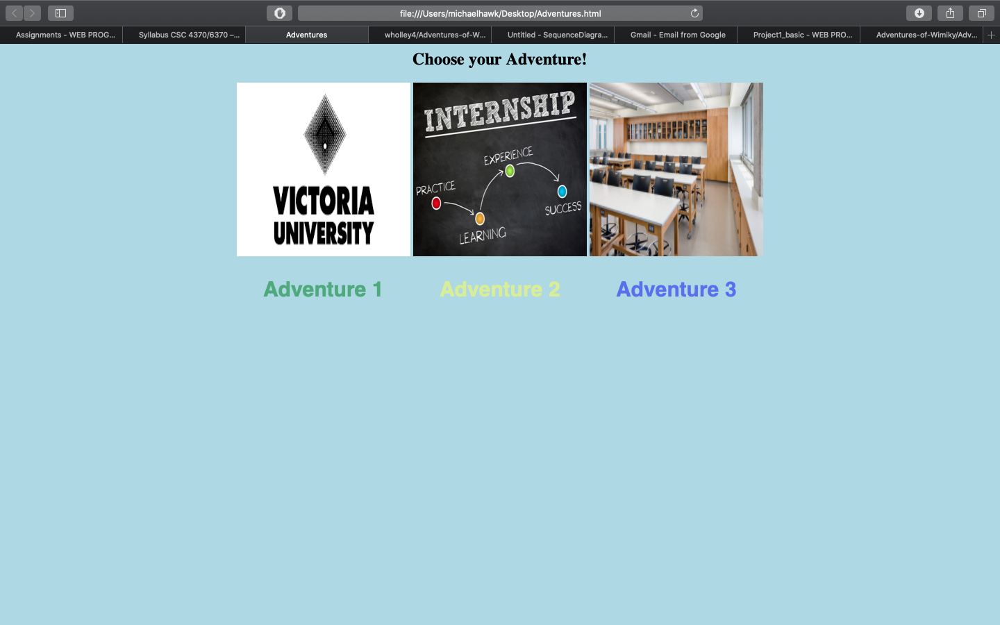 file:///Users/michaelhawk/Desktop/Adventures.html
Assignments - WEB PROG...
Syllabus CSC 4370/6370 –...
Adventures
wholley4/Adventures-of-W...
Untitled - SequenceDiagra...
Gmail - Email from Google
Project1_basic - WEB PRO...
Adventures-of-Wimiky/Adv...
Choose your Adventure!
VICTORIA
UNIVERSITY
INTERNSHIP
EXPERIENCE
PRACTICE
SUCCESS
LEARNING
Adventure 1
Adventure 2
Adventure 3